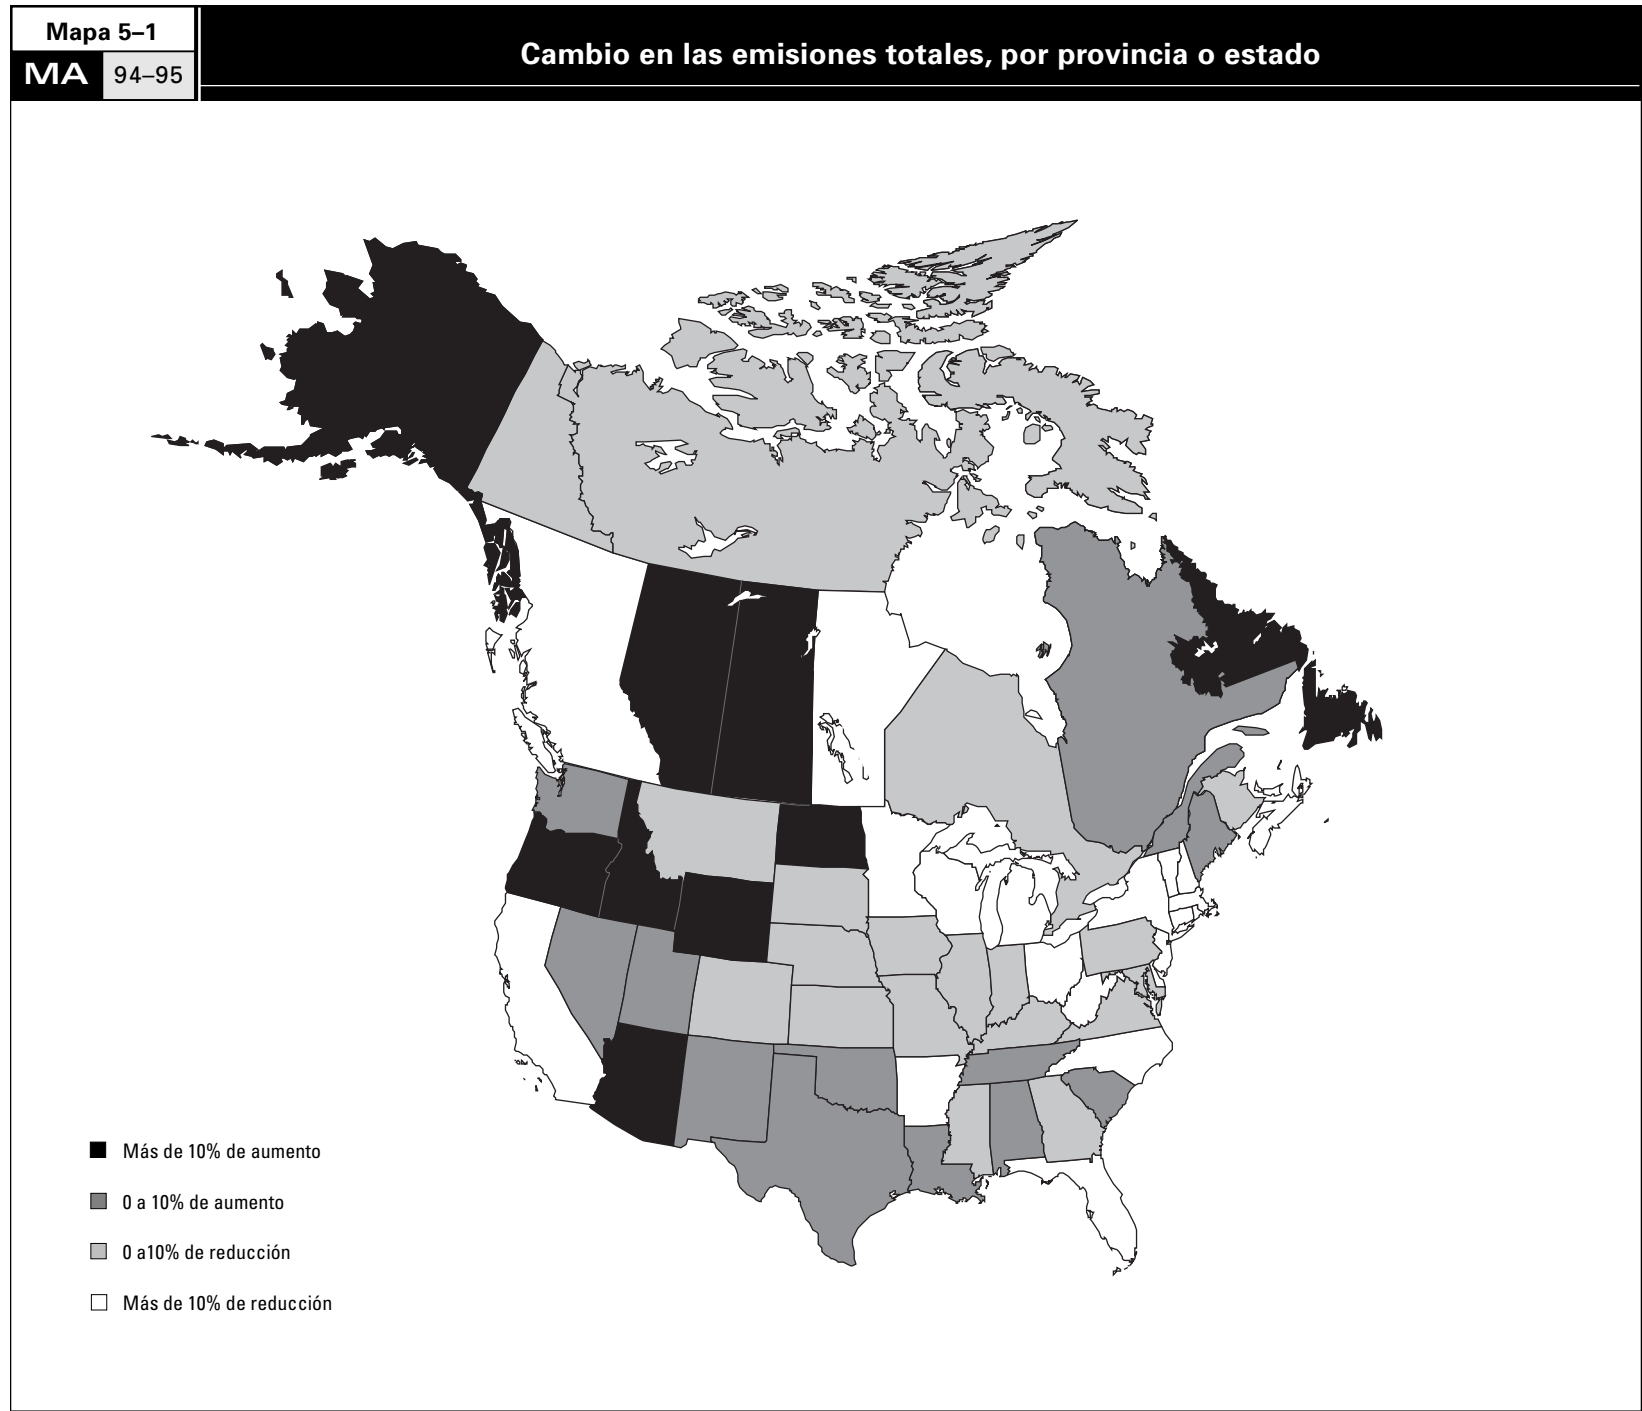 Mapa 5–1
MA 94–95
Cambio en las emisiones totales, por provincia o estado
Más de 10% de aumento
0 a 10% de aumento
0 a10% de reducción
Más de 10% de reducción